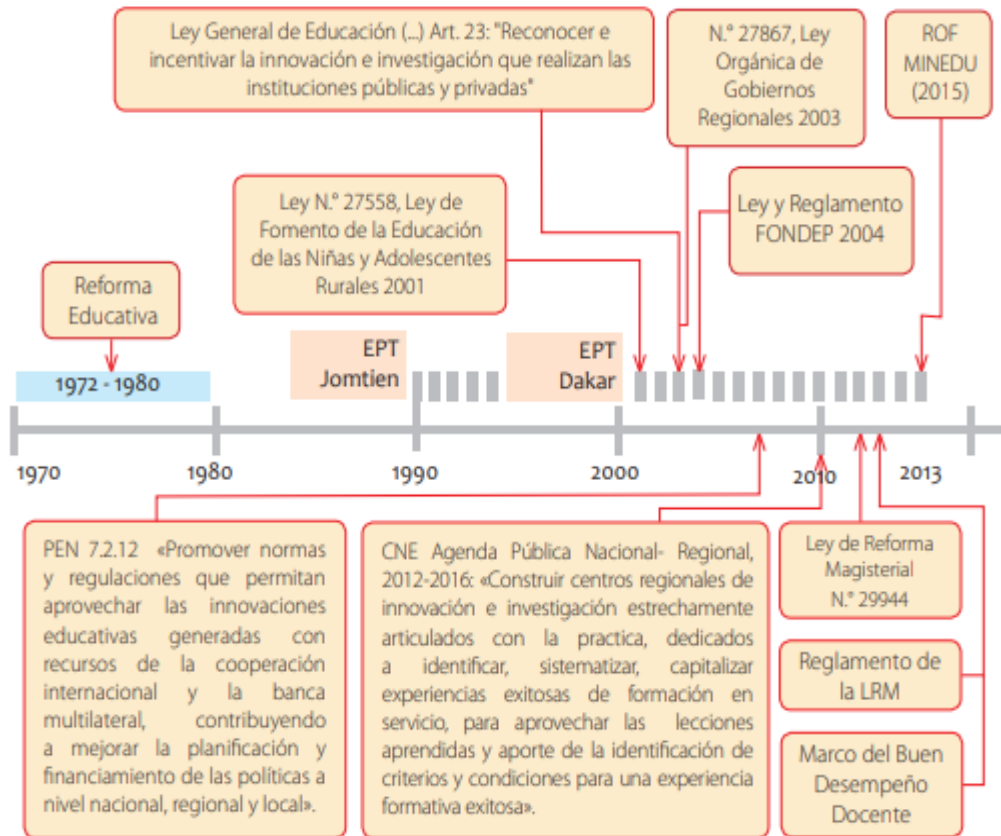 Ley General de Educación (...) Art. 23: "Reconocer e
incentivar la innovación e investigación que realizan las
instituciones públicas y privadas"
N.° 27867, Ley
Orgánica de
Gobiernos
Regionales 2003
ROF
MINEDU
(2015)
Ley N.° 27558, Ley de
Fomento de la Educación
de las Niñas y Adolescentes
Rurales 2001
Ley y Reglamento
FONDEP 2004
Reforma
Educativa
EPT
Jomtien
EPT
Dakar
1972 - 1980
1970
1980
1990
2000
2010
2013
PEN 7.2.12 «Promover normas
y regulaciones que permitan
aprovechar las innovaciones
educativas generadas con
recursos de la cooperación
internacional y la banca
multilateral, contribuyendo
a mejorar la planificación y
financiamiento de las políticas a
nivel nacional, regional y local».
CNE Agenda Pública Nacional- Regional,
2012-2016: «Construir centros regionales de
innovación e investigación estrechamente
articulados con la practica, dedicados
a identificar, sistematizar, capitalizar
experiencias exitosas de formación en
servicio, para aprovechar las lecciones
aprendidas y aporte de la identificación de
criterios y condiciones para una experiencia
formativa exitosa».
Ley de Reforma
Magisterial
N.° 29944
Reglamento de
la LRM
Marco del Buen
Desempeño
Docente